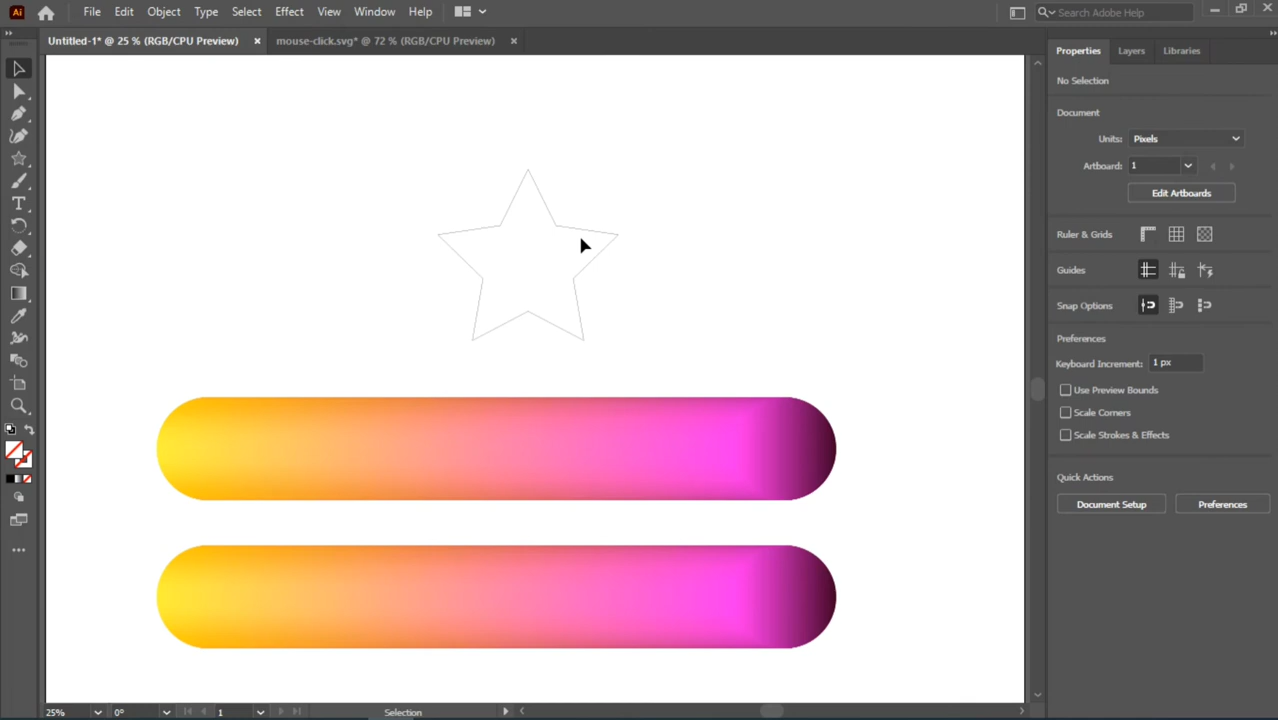 Ai File Edit Object Type Select Effect View Window Help Search Adobe Help
Untitled-1* @ 25 % (RGB/CPU Preview) × mouse-click.svg* @ 72 % (RGB/CPU Preview) ×
Properties Layers Libraries
No Selection
Document
Units: Pixels
Artboard: 1
Edit Artboards
Ruler & Grids
Guides
Snap Options
Preferences
Keyboard Increment: 1 px
Use Preview Bounds
Scale Corners
Scale Strokes & Effects
Quick Actions
Document Setup Preferences
25% 0° 1 Selection